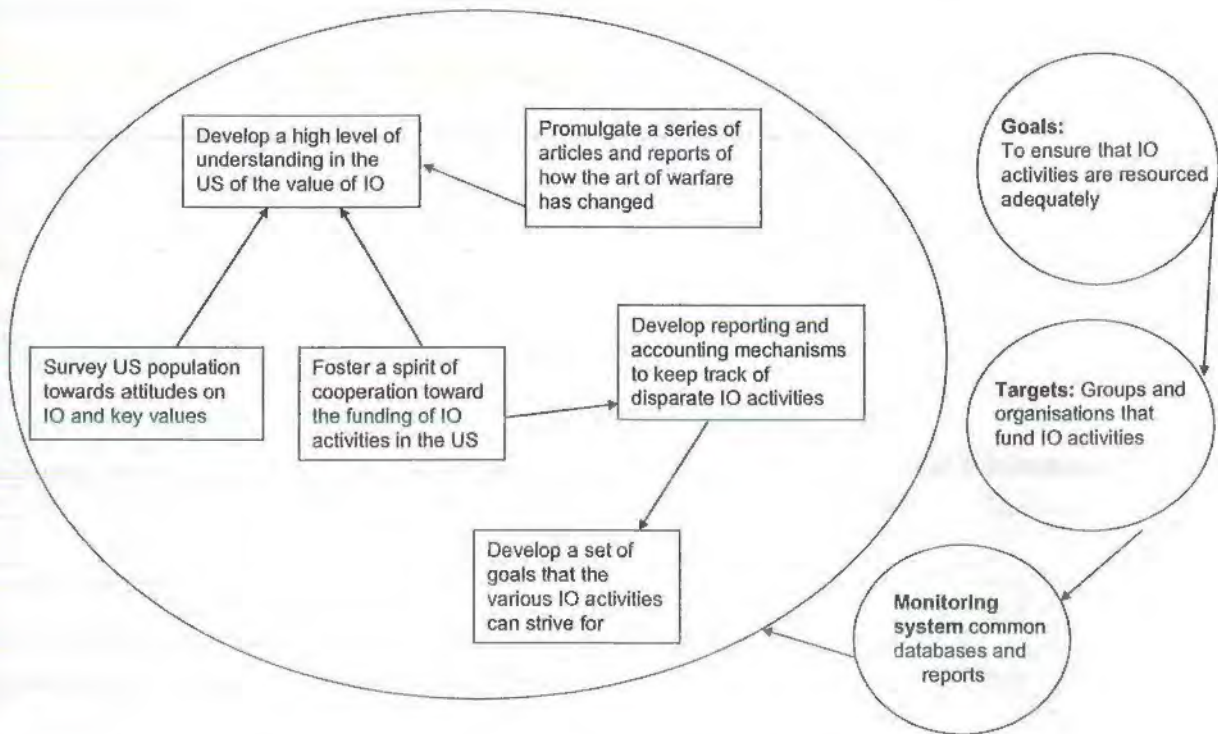 Develop a high level of
understanding in the
US of the value of IO
Promulgate a series of
articles and reports of
how the art of warfare
has changed
Goals:
To ensure that IO
activities are resourced
adequately
Survey US population
towards attitudes on
IO and key values
Foster a spirit of
cooperation toward
the funding of IO
activities in the US
Develop reporting and
accounting mechanisms
to keep track of
disparate IO activities
Targets: Groups and
organisations that
fund IO activities
Develop a set of
goals that the
various IO activities
can strive for
Monitoring
system common
databases and
reports